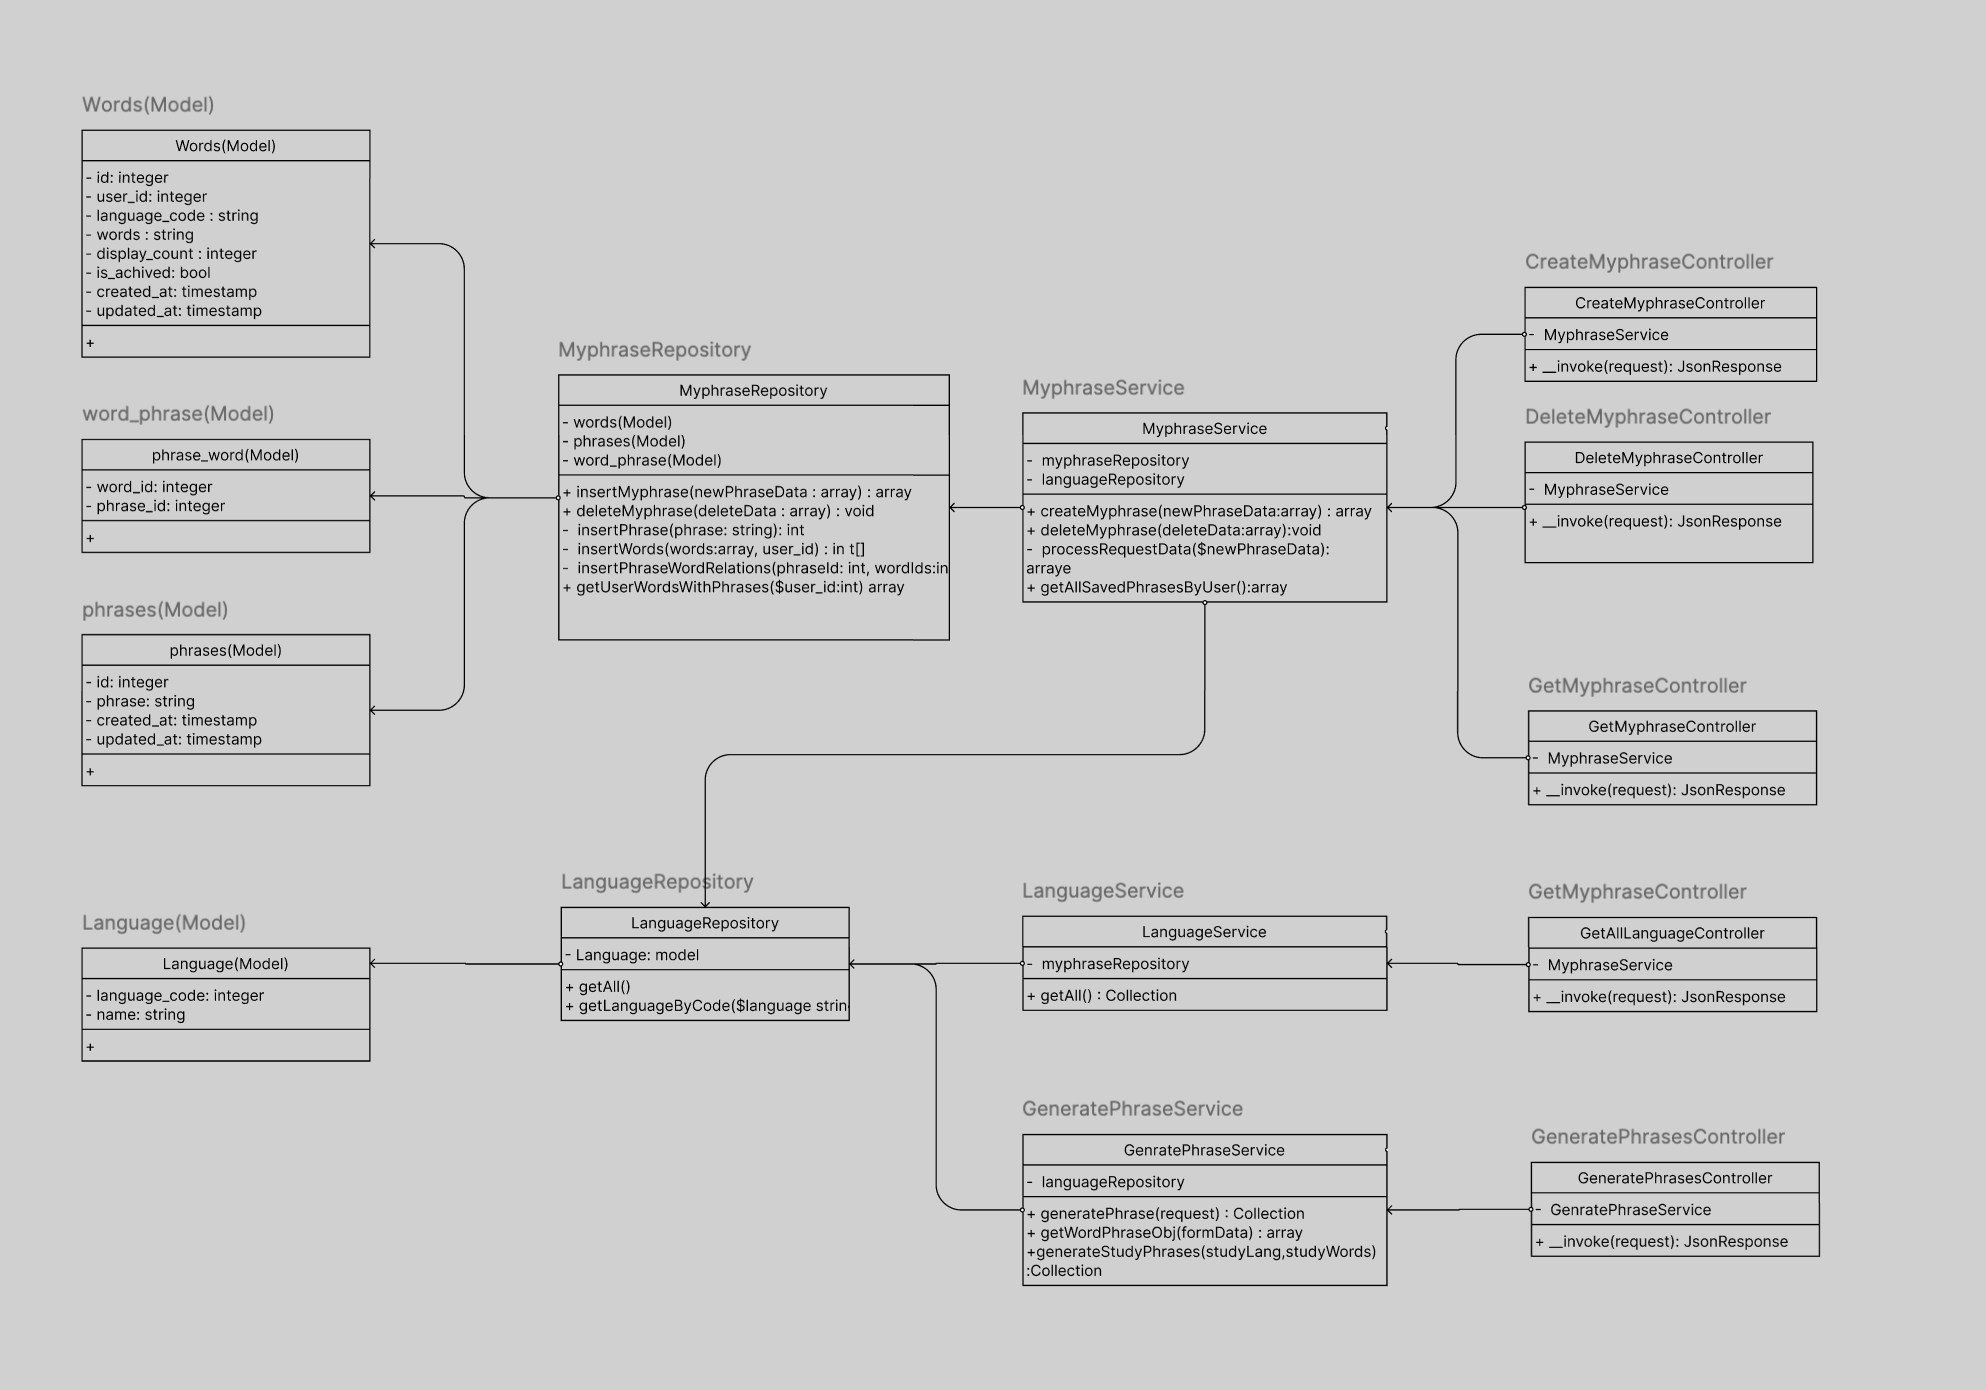 Words(Model)
Words(Model)
- id: integer
- user_id: integer
- language_code : string
- words : string
- display_count : integer
- is_achived: bool
- created_at: timestamp
- updated_at: timestamp
+
word_phrase(Model)
phrase_word(Model)
- word_id: integer
- phrase_id: integer
+
phrases(Model)
phrases(Model)
- id: integer
- phrase: string
- created_at: timestamp
- updated_at: timestamp
+
Language(Model)
Language(Model)
- language_code: integer
- name: string
+
MyphraseRepository
MyphraseRepository
- words(Model)
- phrases(Model)
- word_phrase(Model)
+ insertMyphrase(newPhraseData : array) : array
+ deleteMyphrase(deleteData : array) : void
- insertPhrase(phrase: string): int
- insertWords(words:array, user_id) : in t[]
- insertPhraseWordRelations(phraseId: int, wordIds:in
+ getUserWordsWithPhrases($user_id:int) array
LanguageRepository
LanguageRepository
- Language: model
+ getAll()
+ getLanguageByCode($language strin
MyphraseService
MyphraseService
- myphraseRepository
- languageRepository
+ createMyphrase(newPhraseData:array) : array
+ deleteMyphrase(deleteData:array):void
- processRequestData($newPhraseData):
arraye
+ getAllSavedPhrasesByUser():array
LanguageService
LanguageService
- myphraseRepository
+ getAll() : Collection
GeneratePhraseService
GenratePhraseService
- languageRepository
+ generatePhrase(request) : Collection
+ getWordPhraseObj(formData) : array
+generateStudyPhrases(studyLang,studyWords)
:Collection
CreateMyphraseController
CreateMyphraseController
- MyphraseService
+ __invoke(request): JsonResponse
DeleteMyphraseController
DeleteMyphraseController
- MyphraseService
+ __invoke(request): JsonResponse
GetMyphraseController
GetMyphraseController
- MyphraseService
+ __invoke(request): JsonResponse
GetMyphraseController
GetAllLanguageController
- MyphraseService
+ __invoke(request): JsonResponse
GeneratePhrasesController
GeneratePhrasesController
- GenratePhraseService
+ __invoke(request): JsonResponse